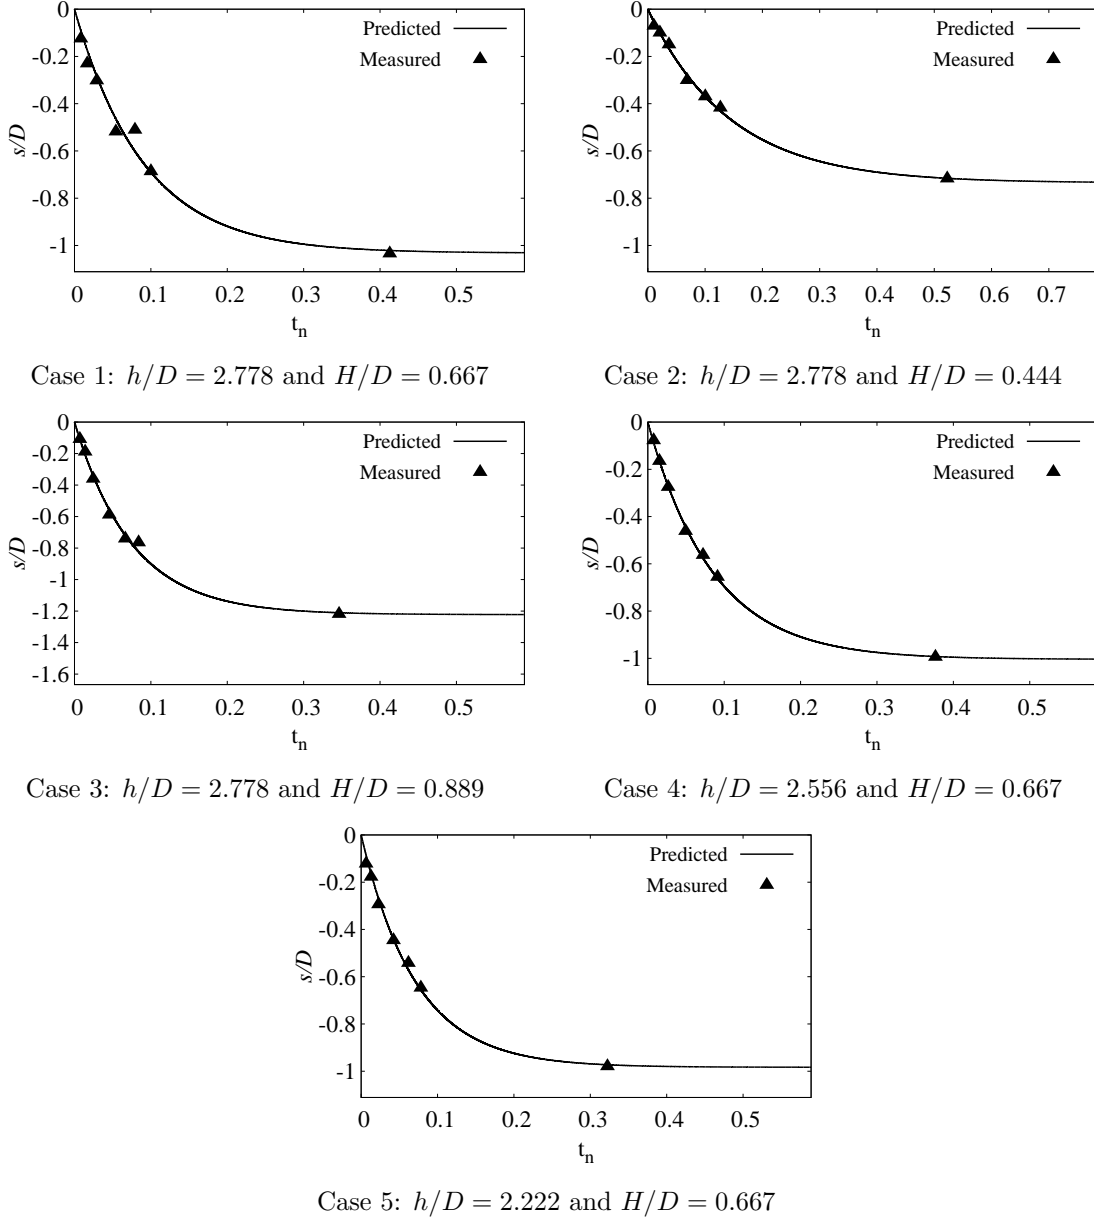 0
-0.2
-0.4
-0.6
-0.8
-1
s/D
0 0.1 0.2 0.3 0.4 0.5
t_n
Predicted
Measured
Case 1: h/D = 2.778 and H/D = 0.667
0
-0.2
-0.4
-0.6
-0.8
-1
s/D
0 0.1 0.2 0.3 0.4 0.5 0.6 0.7
t_n
Predicted
Measured
Case 2: h/D = 2.778 and H/D = 0.444
0
-0.2
-0.4
-0.6
-0.8
-1
-1.2
-1.4
-1.6
s/D
0 0.1 0.2 0.3 0.4 0.5
t_n
Predicted
Measured
Case 3: h/D = 2.778 and H/D = 0.889
0
-0.2
-0.4
-0.6
-0.8
-1
s/D
0 0.1 0.2 0.3 0.4 0.5
t_n
Predicted
Measured
Case 4: h/D = 2.556 and H/D = 0.667
0
-0.2
-0.4
-0.6
-0.8
-1
s/D
0 0.1 0.2 0.3 0.4 0.5
t_n
Predicted
Measured
Case 5: h/D = 2.222 and H/D = 0.667